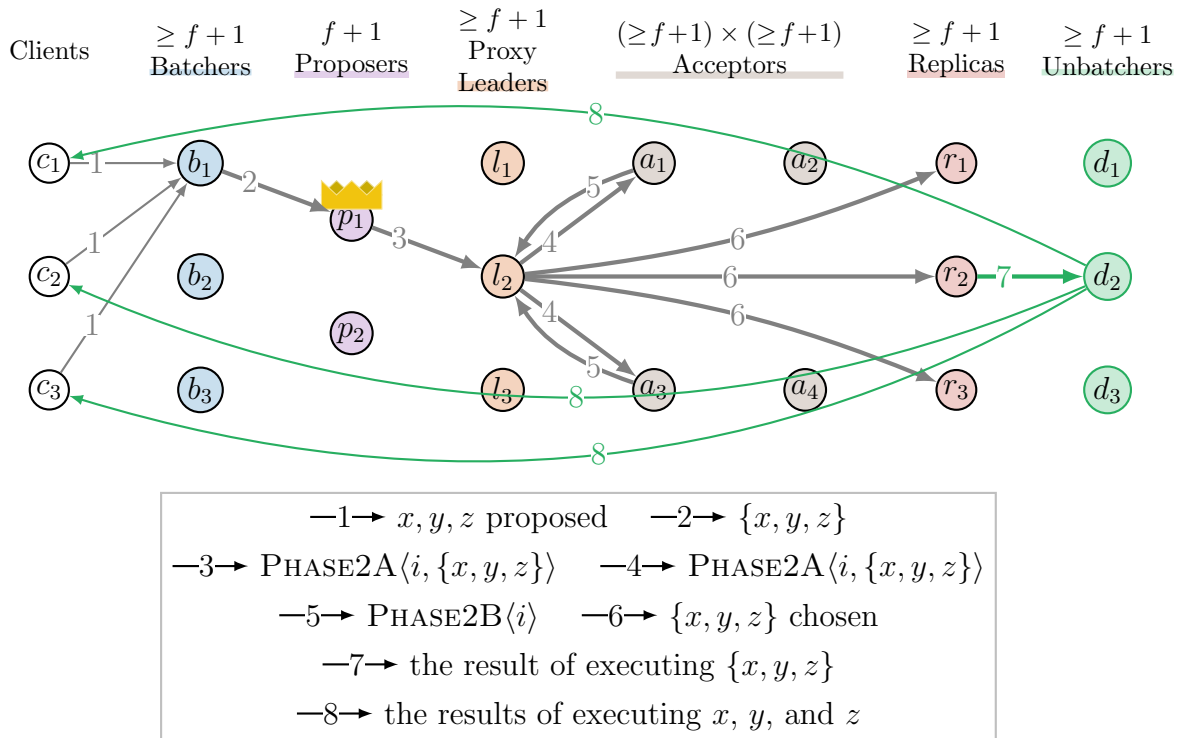 Clients
≥ f + 1
Batchers
f + 1
Proposers
≥ f + 1
Proxy
Leaders
(≥f+1) × (≥f+1)
Acceptors
≥ f + 1
Replicas
≥ f + 1
Unbatchers
8
c₁ 1 b₁ l₁ a₁ a₂ r₁ d₁
2 5
p₁ 3 4 6
1
c₂ b₂ l₂ 6 r₂ 7 d₂
1 p₂ 4 6
5
c₃ b₃ l₃ a₃ 8 a₄ r₃ d₃
8
1 x, y, z proposed 2 {x, y, z}
3 PHASE2A⟨i, {x, y, z}⟩ 4 PHASE2A⟨i, {x, y, z}⟩
5 PHASE2B⟨i⟩ 6 {x, y, z} chosen
7 the result of executing {x, y, z}
8 the results of executing x, y, and z